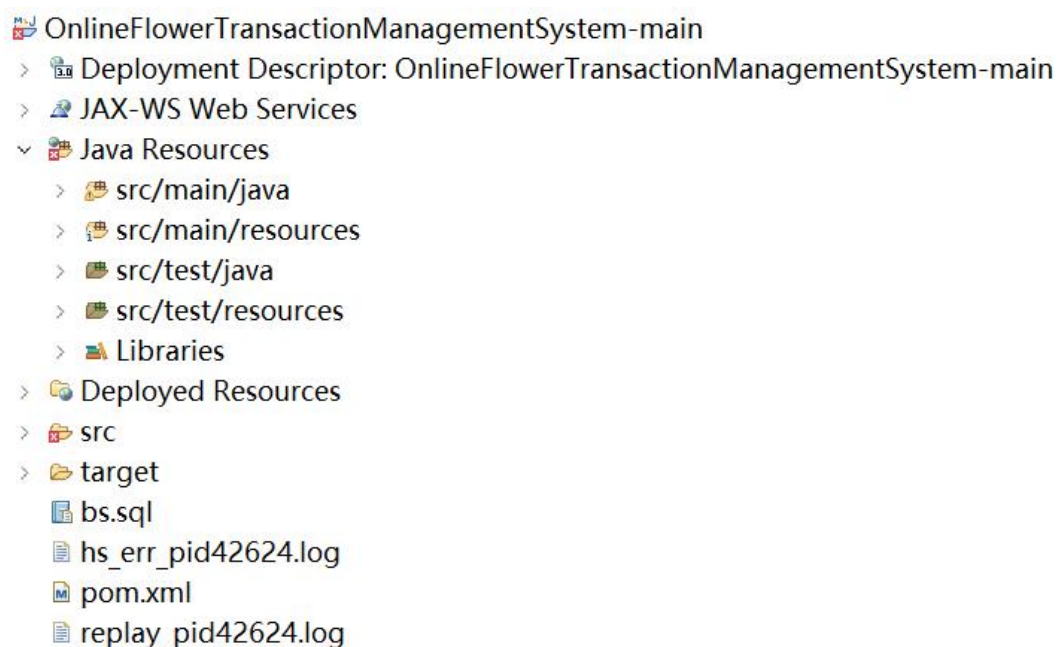 OnlineFlowerTransactionManagementSystem-main
Deployment Descriptor: OnlineFlowerTransactionManagementSystem-main
JAX-WS Web Services
Java Resources
src/main/java
src/main/resources
src/test/java
src/test/resources
Libraries
Deployed Resources
src
target
bs.sql
hs_err_pid42624.log
pom.xml
replay_pid42624.log